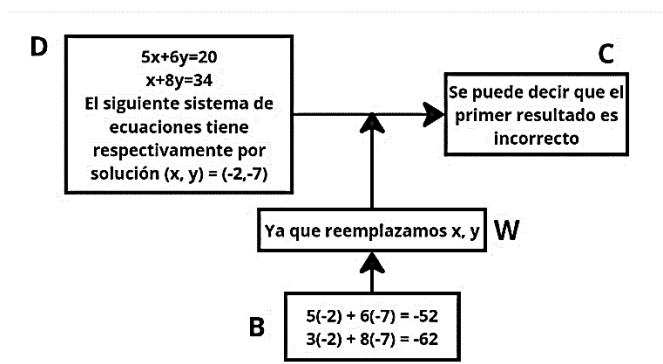 D
5x+6y=20
x+8y=34
El siguiente sistema de
ecuaciones tiene
respectivamente por
solución (x, y) = (-2,-7)
C
Se puede decir que el
primer resultado es
incorrecto
Ya que reemplazamos x, y
W
B
5(-2) + 6(-7) = -52
3(-2) + 8(-7) = -62